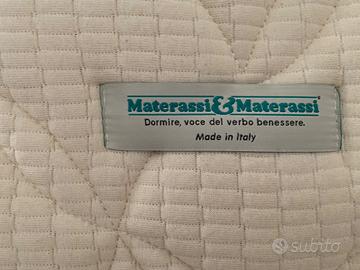 Materassi&Materassi®
Dormire, voce del verbo benessere.
Made in Italy
subito